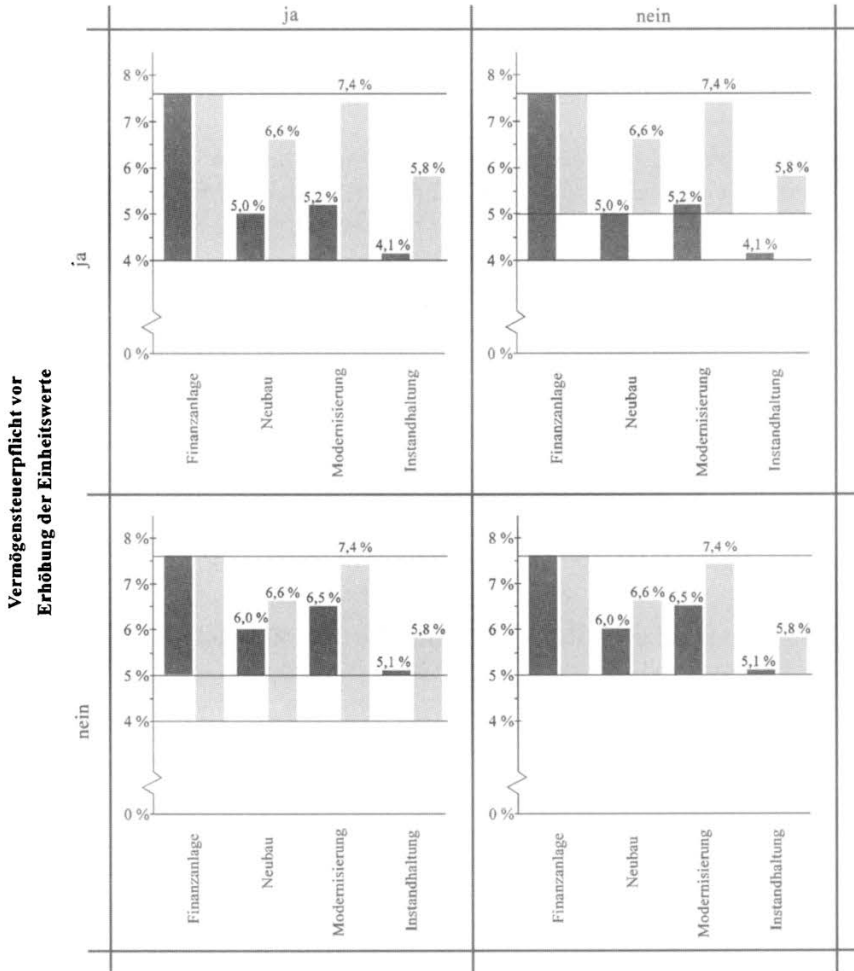 ja
nein
Vermögensteuerpflicht vor
Erhöhung der Einheitswerte
ja
8 %
7 %
6 %
5 %
4 %
0 %
5,0 %
6,6 %
5,2 %
7,4 %
4,1 %
5,8 %
Finanzanlage
Neubau
Modernisierung
Instandhaltung
8 %
7 %
6 %
5 %
4 %
0 %
5,0 %
6,6 %
5,2 %
7,4 %
4,1 %
5,8 %
Finanzanlage
Neubau
Modernisierung
Instandhaltung
nein
8 %
7 %
6 %
5 %
4 %
0 %
6,0 %
6,6 %
6,5 %
7,4 %
5,1 %
5,8 %
Finanzanlage
Neubau
Modernisierung
Instandhaltung
8 %
7 %
6 %
5 %
4 %
0 %
6,0 %
6,6 %
6,5 %
7,4 %
5,1 %
5,8 %
Finanzanlage
Neubau
Modernisierung
Instandhaltung